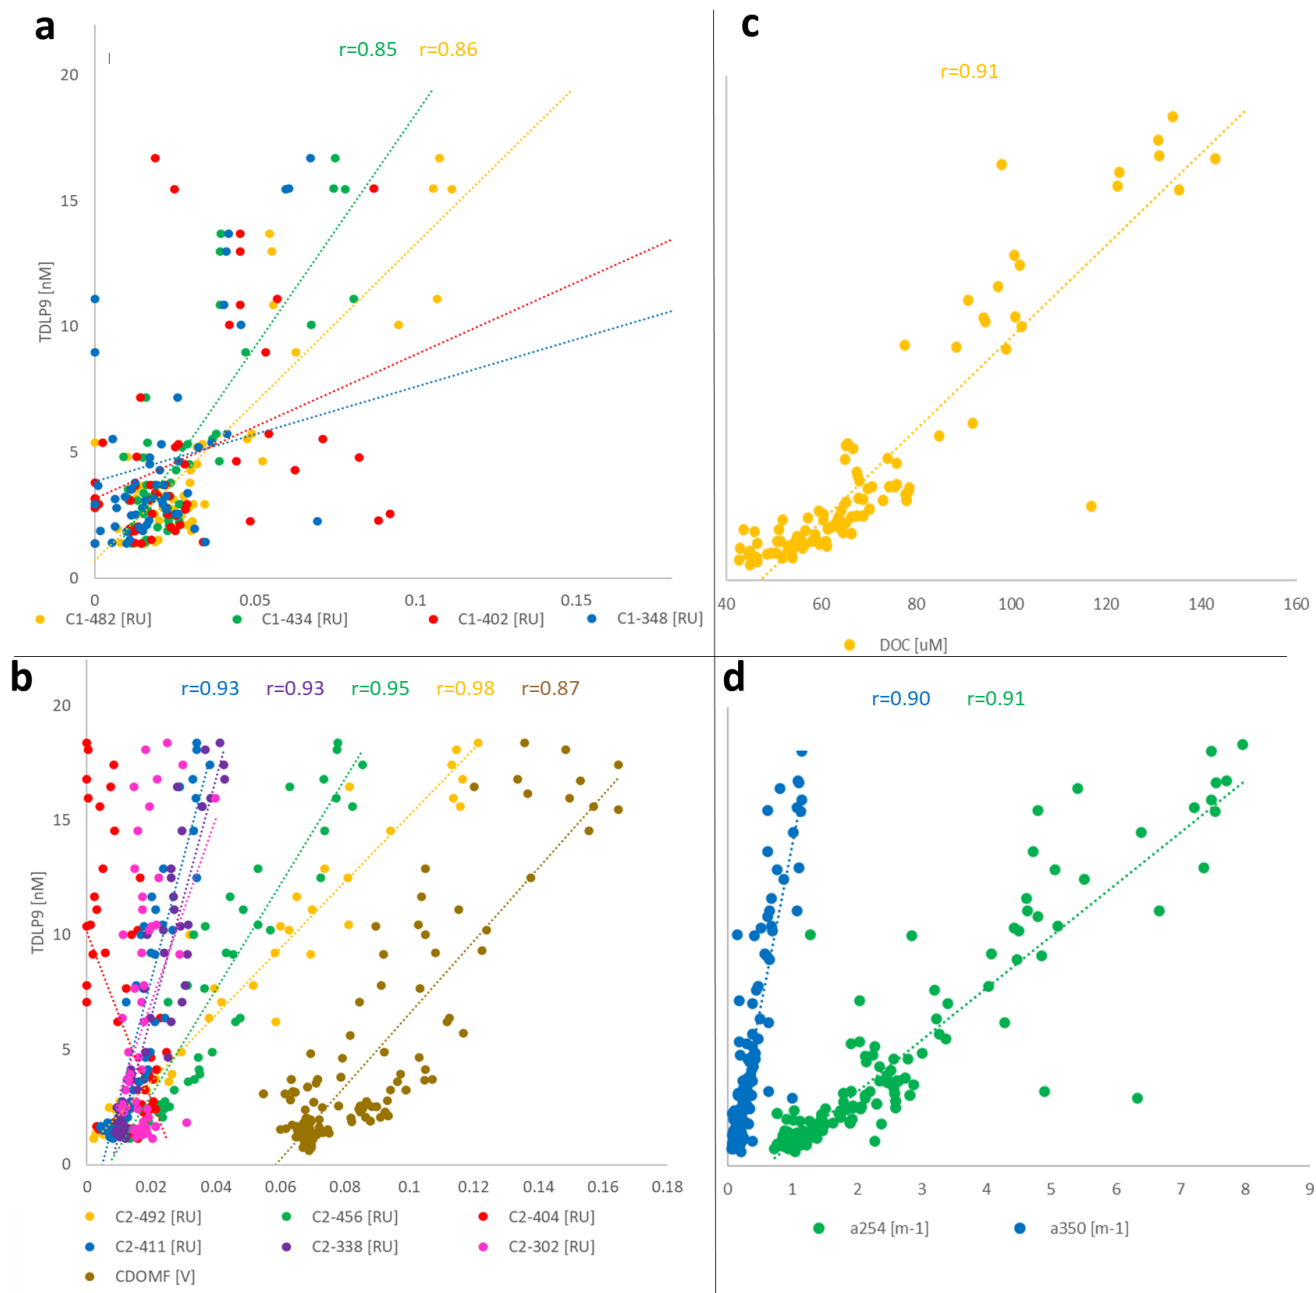 a
r=0.85 r=0.86
TDLP9 [nM]
20
15
10
5
0
0 0.05 0.1 0.15
C1-482 [RU] C1-434 [RU] C1-402 [RU] C1-348 [RU]
c
r=0.91
40 60 80 100 120 140 160
DOC [uM]
b
r=0.93 r=0.93 r=0.95 r=0.98 r=0.87
TDLP9 [nM]
20
15
10
5
0
0 0.02 0.04 0.06 0.08 0.1 0.12 0.14 0.16 0.18
C2-492 [RU] C2-456 [RU] C2-404 [RU]
C2-411 [RU] C2-338 [RU] C2-302 [RU]
CDOMF [V]
d
r=0.90 r=0.91
0 1 2 3 4 5 6 7 8 9
a254 [m-1] a350 [m-1]